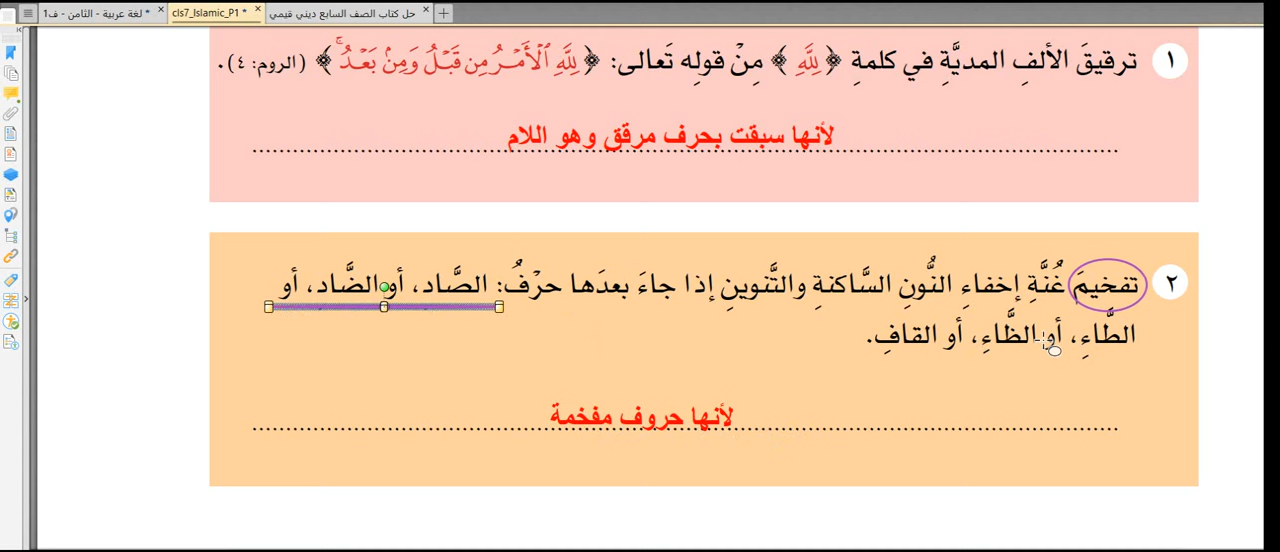 لغة عربية - الثامن - ف1 *
cls7_Islamic_P1 *
حل كتاب الصف السابع ديني قيمي
١ ترقيقَ الألفِ المديَّةِ في كلمةِ ﴿ لِلَّهِ ﴾ مِنْ قولِه تَعالى: ﴿ لِلَّهِ ٱلْأَمْرُ مِن قَبْلُ وَمِنۢ بَعْدُ ۚ ﴾ (الروم: ٤).
لأنها سبقت بحرف مرقق وهو اللام
٢ تفخيمَ غُنَّةِ إخفاءِ النُّونِ السَّاكنةِ والتَّنوينِ إذا جاءَ بعدَها حرْفُ: الصَّادِ، أو الضَّادِ، أو
الطَّاءِ، أو الظَّاءِ، أو القافِ.
لأنها حروف مفخمة